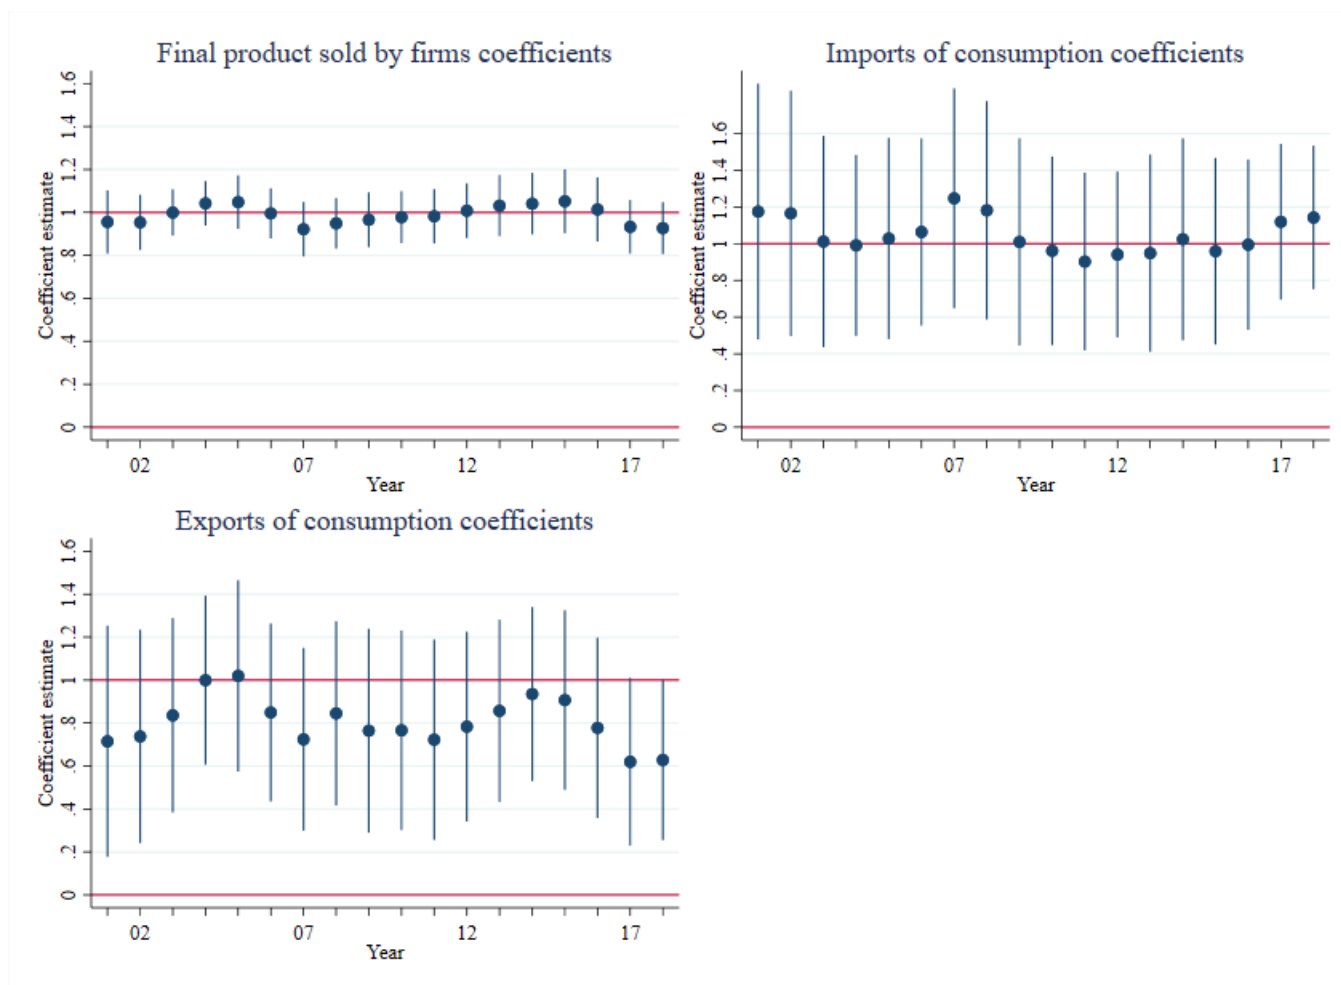 Final product sold by firms coefficients
Coefficient estimate
1.6
1.4
1.2
1
.8
.6
.4
.2
0
02 07 12 17
Year
Imports of consumption coefficients
Coefficient estimate
1.6
1.4
1.2
1
.8
.6
.4
.2
0
02 07 12 17
Year
Exports of consumption coefficients
Coefficient estimate
1.6
1.4
1.2
1
.8
.6
.4
.2
0
02 07 12 17
Year